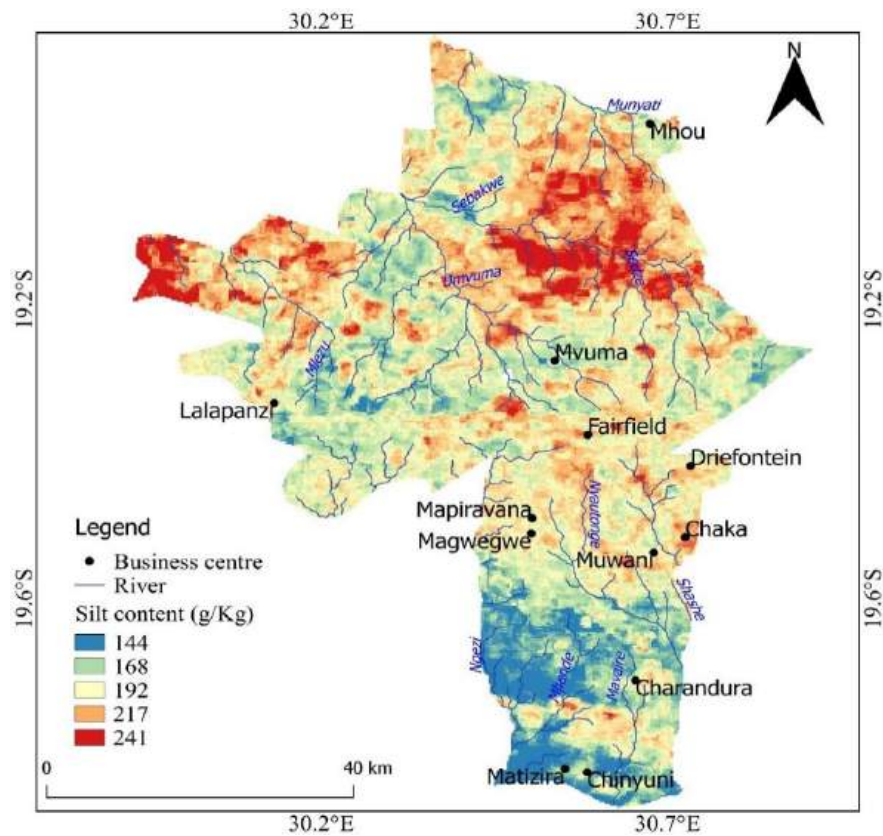 30.2°E
30.7°E
N
Munyati
Mhou
Sebakwe
19.2°S
19.2°S
Umvuma
Mvuma
Mlezu
Lalapanzi
Fairfield
Driefontein
Mapiravana
Nyeutonge
Magwegwe
Chaka
Muwani
Legend
Business centre
River
Silt content (g/Kg)
144
168
192
217
241
19.6°S
19.6°S
Shashe
Ngezi
Mavaire
Charandura
Matizira
Chinyuni
0
40 km
30.2°E
30.7°E